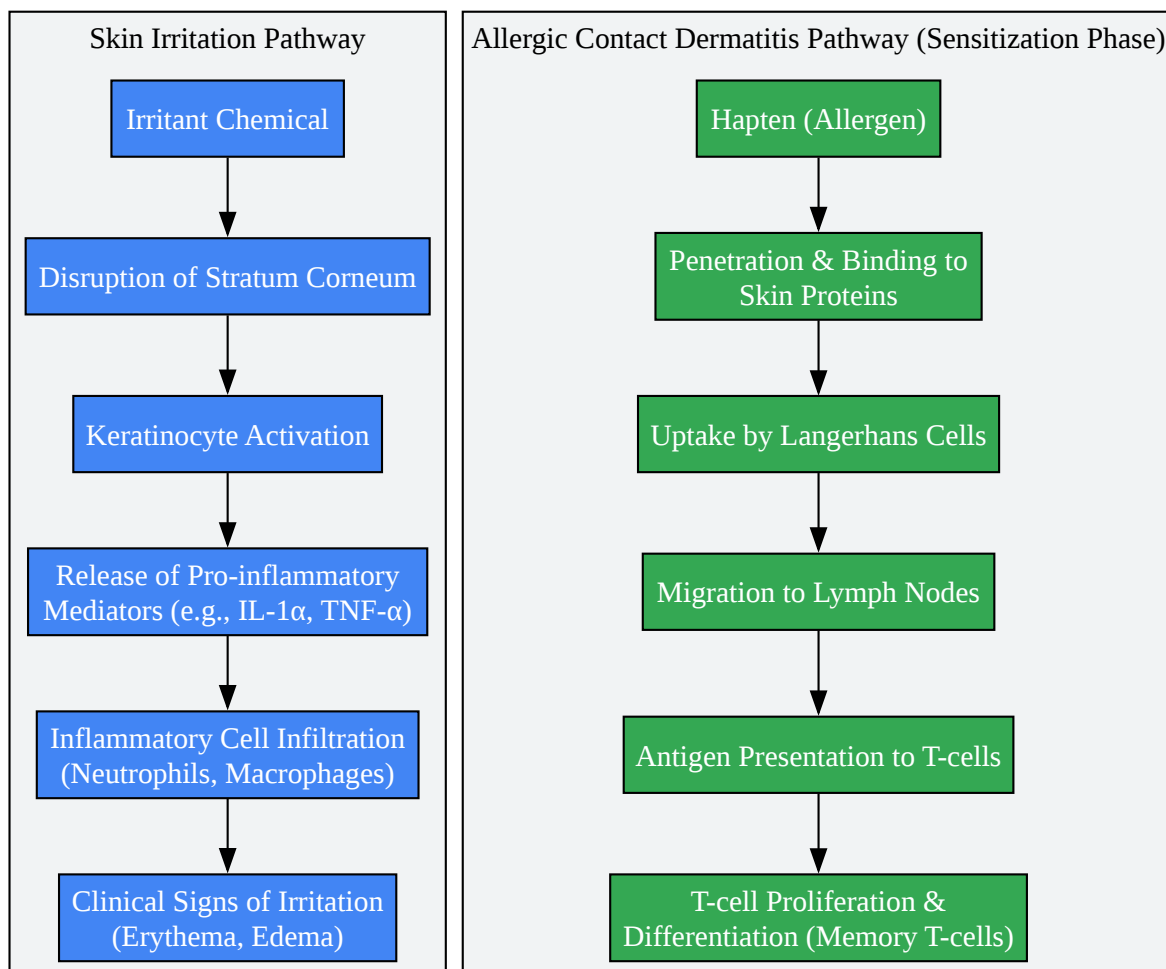 Skin Irritation Pathway
Irritant Chemical
Disruption of Stratum Corneum
Keratinocyte Activation
Release of Pro-inflammatory
Mediators (e.g., IL-1α, TNF-α)
Inflammatory Cell Infiltration
(Neutrophils, Macrophages)
Clinical Signs of Irritation
(Erythema, Edema)
Allergic Contact Dermatitis Pathway (Sensitization Phase)
Hapten (Allergen)
Penetration & Binding to
Skin Proteins
Uptake by Langerhans Cells
Migration to Lymph Nodes
Antigen Presentation to T-cells
T-cell Proliferation &
Differentiation (Memory T-cells)